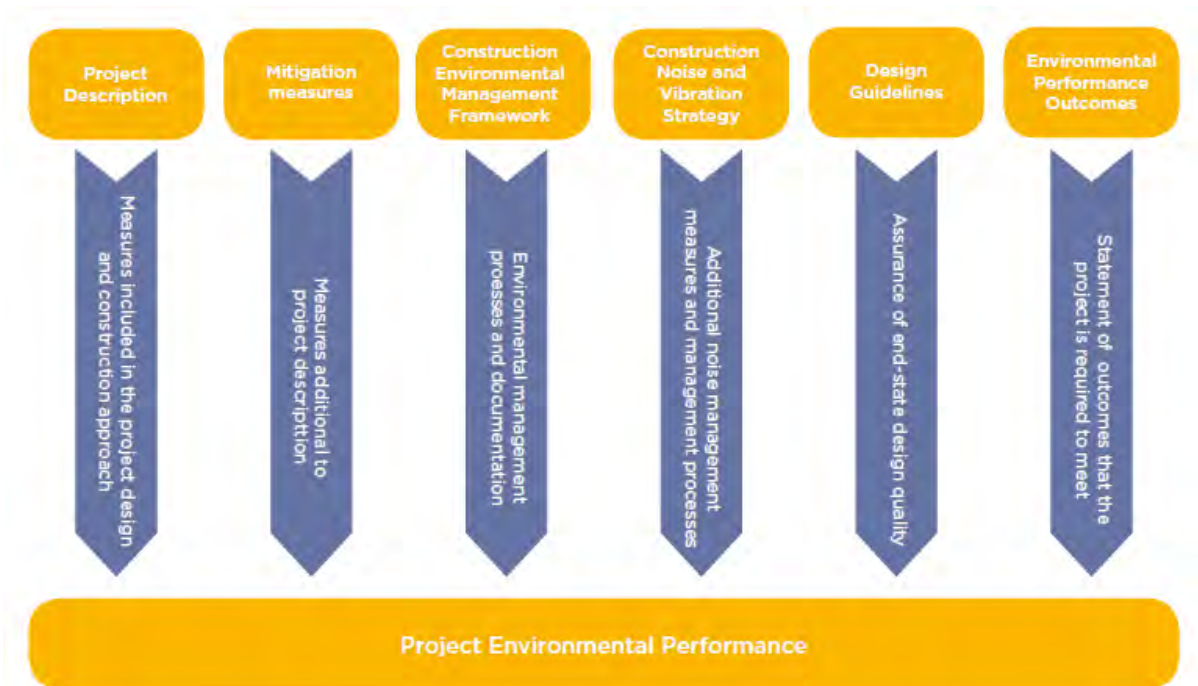 Project
Description
Mitigation
measures
Construction
Environmental
Management
Framework
Construction
Noise and
Vibration
Strategy
Design
Guidelines
Environmental
Performance
Outcomes
Measures included in the project design
and construction approach
Measures additional to
project descripttion
Environmental management
proesses and documentation
Additional noise management
measures and management processes
Assurance of end-state design quality
Statement of outcomes that the
project is required to meet
Project Environmental Performance